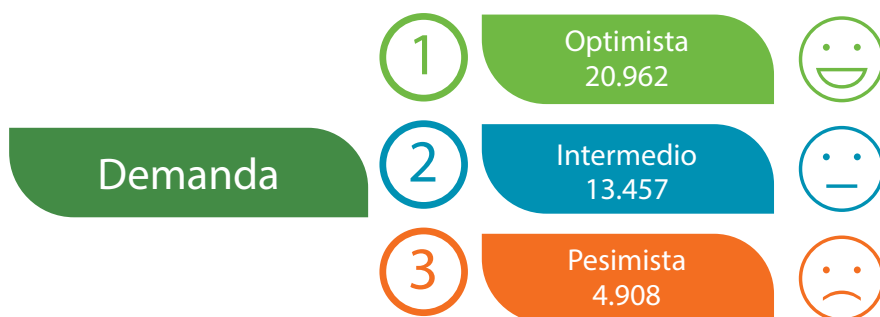 Demanda
1
Optimista
20.962
2
Intermedio
13.457
3
Pesimista
4.908